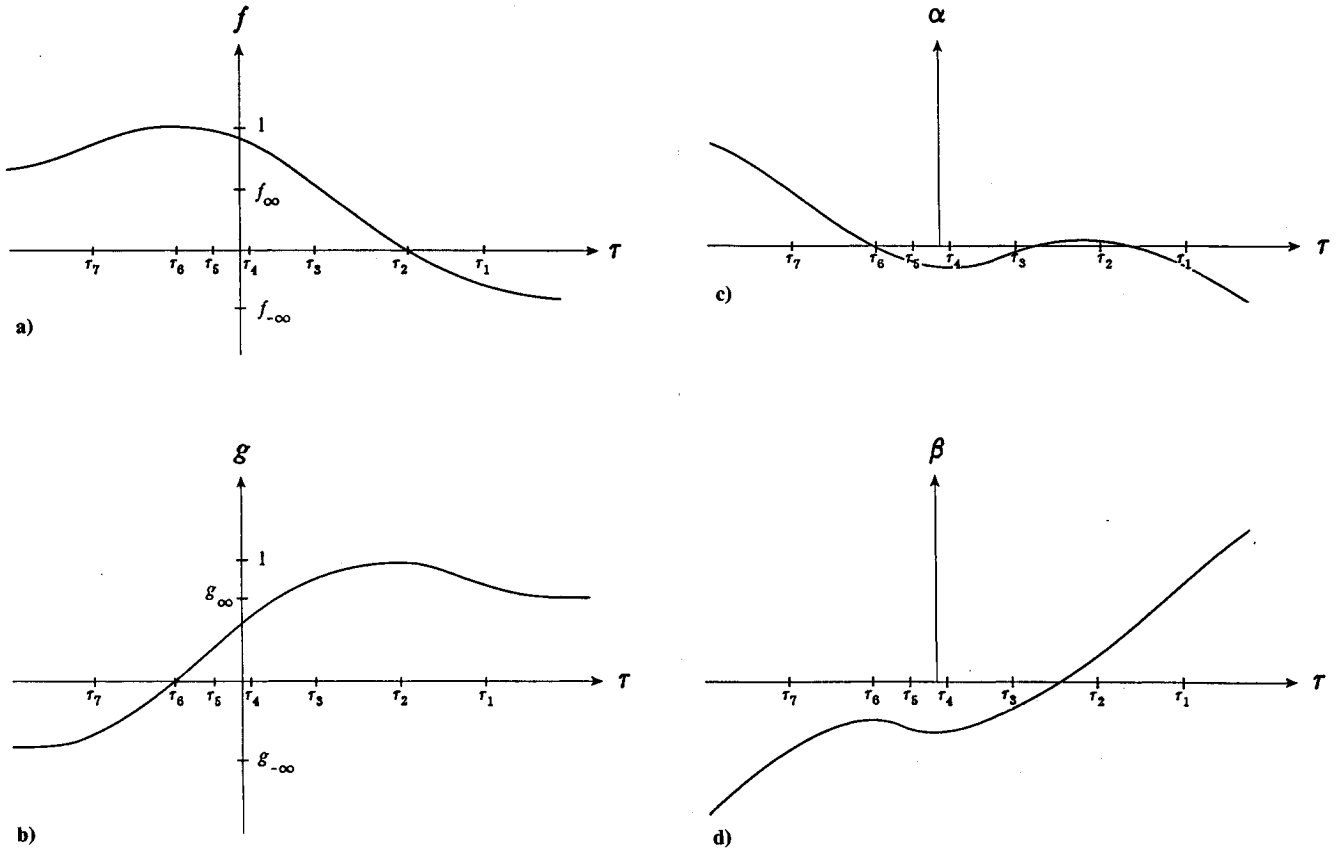 f
1
f∞
τ
τ7 τ6 τ5 τ4 τ3 τ2 τ1
f-∞
a)
α
τ
τ7 τ6 τ5 τ4 τ3 τ2 τ1
c)
g
1
g∞
τ
τ7 τ6 τ5 τ4 τ3 τ2 τ1
g-∞
b)
β
τ
τ7 τ6 τ5 τ4 τ3 τ2 τ1
d)